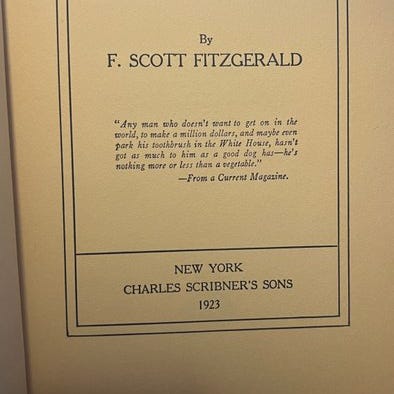 By
F. SCOTT FITZGERALD
"Any man who doesn't want to get on in the
world, to make a million dollars, and maybe even
park his toothbrush in the White House, hasn't
got as much to him as a good dog has—he's
nothing more or less than a vegetable."
—From a Current Magazine.
NEW YORK
CHARLES SCRIBNER'S SONS
1923